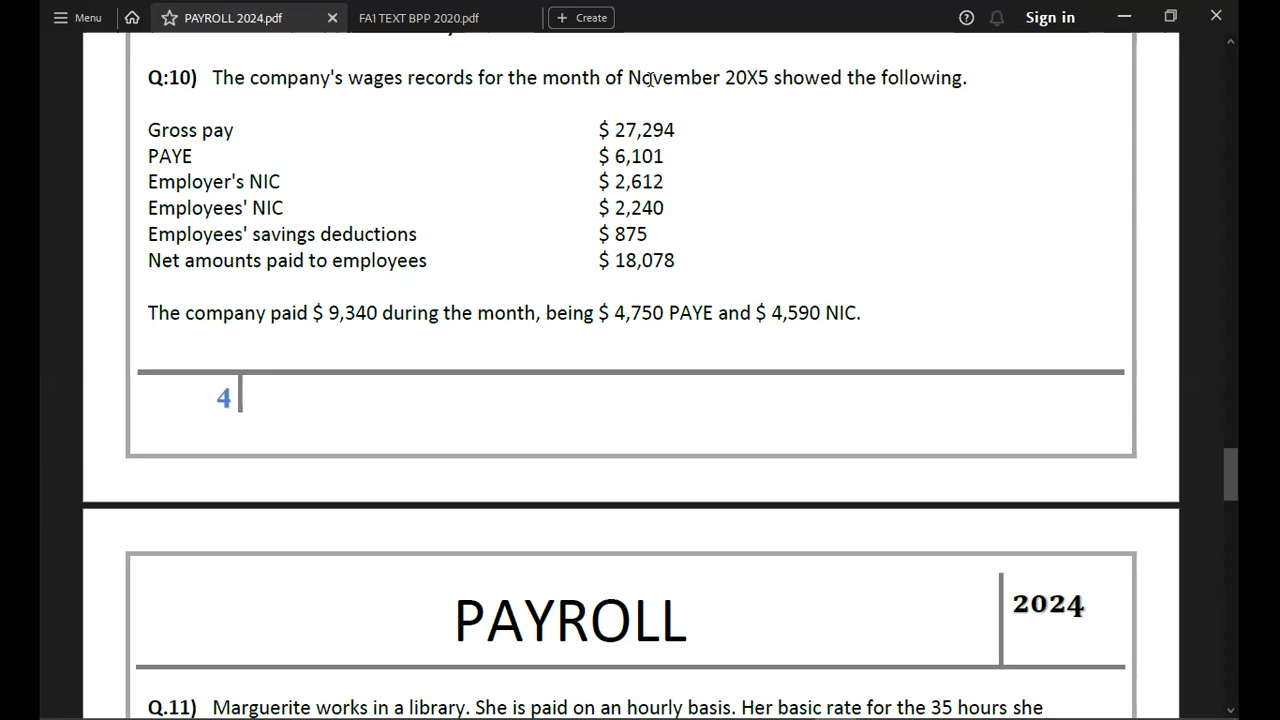 Menu
PAYROLL 2024.pdf
FA1 TEXT BPP 2020.pdf
Create
Sign in
Q:10) The company's wages records for the month of November 20X5 showed the following.
Gross pay $ 27,294
PAYE $ 6,101
Employer's NIC $ 2,612
Employees' NIC $ 2,240
Employees' savings deductions $ 875
Net amounts paid to employees $ 18,078
The company paid $ 9,340 during the month, being $ 4,750 PAYE and $ 4,590 NIC.
4
PAYROLL
2024
Q.11) Marguerite works in a library. She is paid on an hourly basis. Her basic rate for the 35 hours she